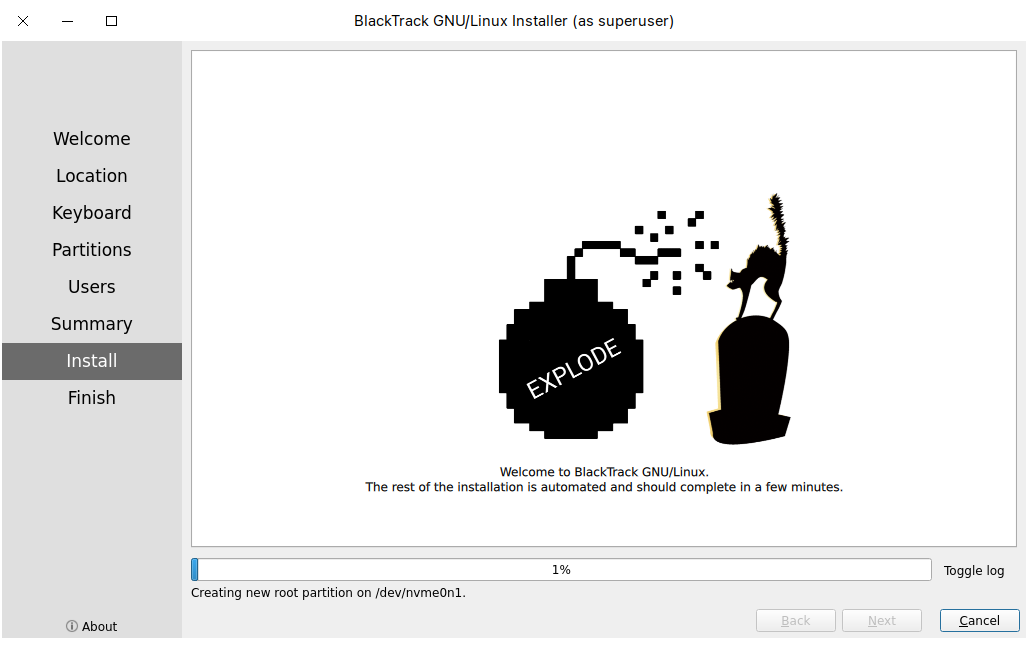 BlackTrack GNU/Linux Installer (as superuser)
Welcome
Location
Keyboard
Partitions
Users
Summary
Install
Finish
About
EXPLODE
Welcome to BlackTrack GNU/Linux.
The rest of the installation is automated and should complete in a few minutes.
1%
Toggle log
Creating new root partition on /dev/nvme0n1.
Back
Next
Cancel